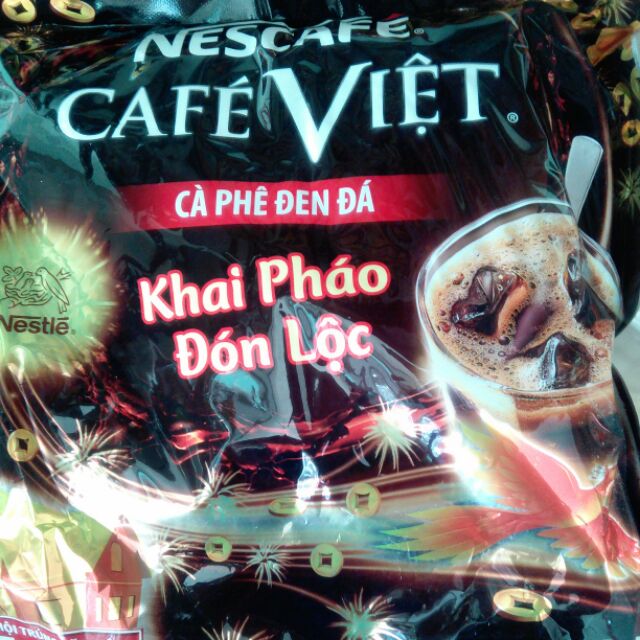 NESCAFÉ®
CAFÉ VIỆT®
CÀ PHÊ ĐEN ĐÁ
Khai Pháo
Đón Lộc
Nestlé